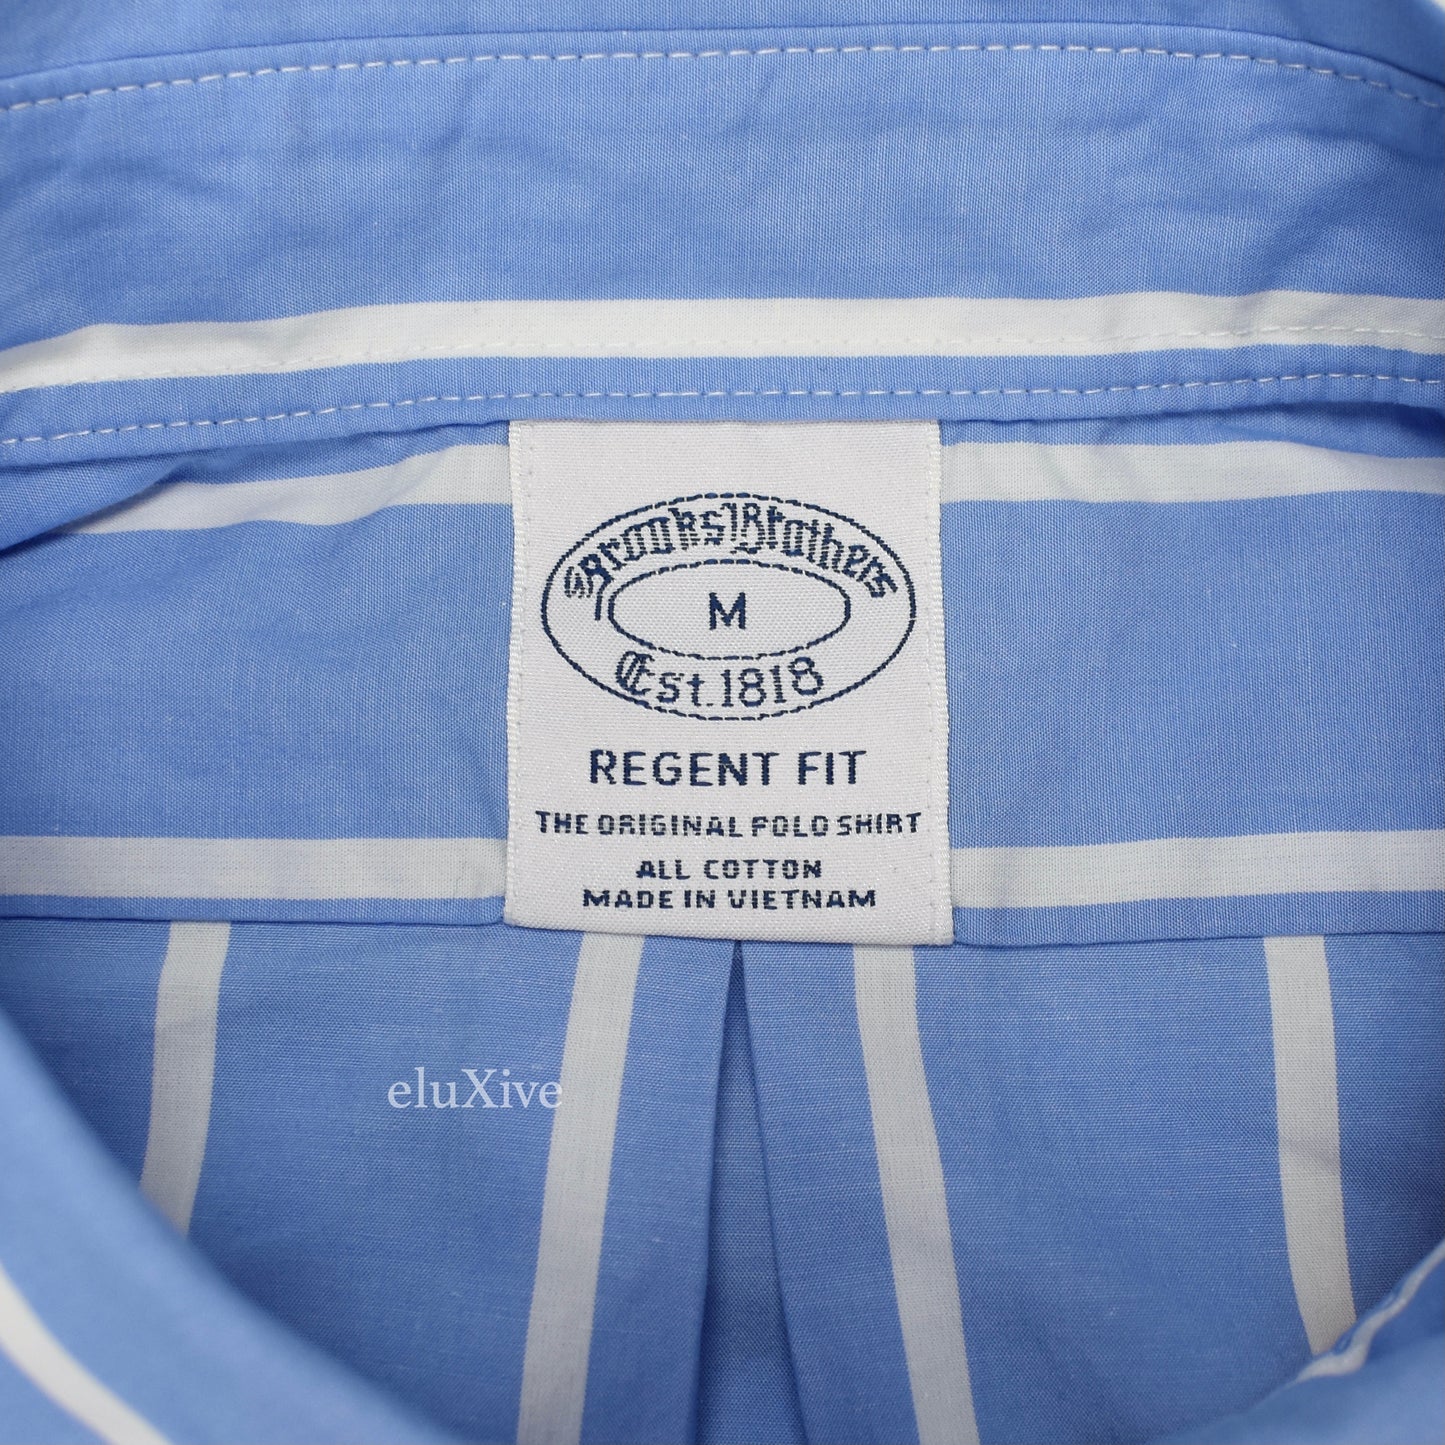 Brooks Brothers
M
Est. 1818
REGENT FIT
THE ORIGINAL POLO SHIRT
ALL COTTON
MADE IN VIETNAM
eluXive